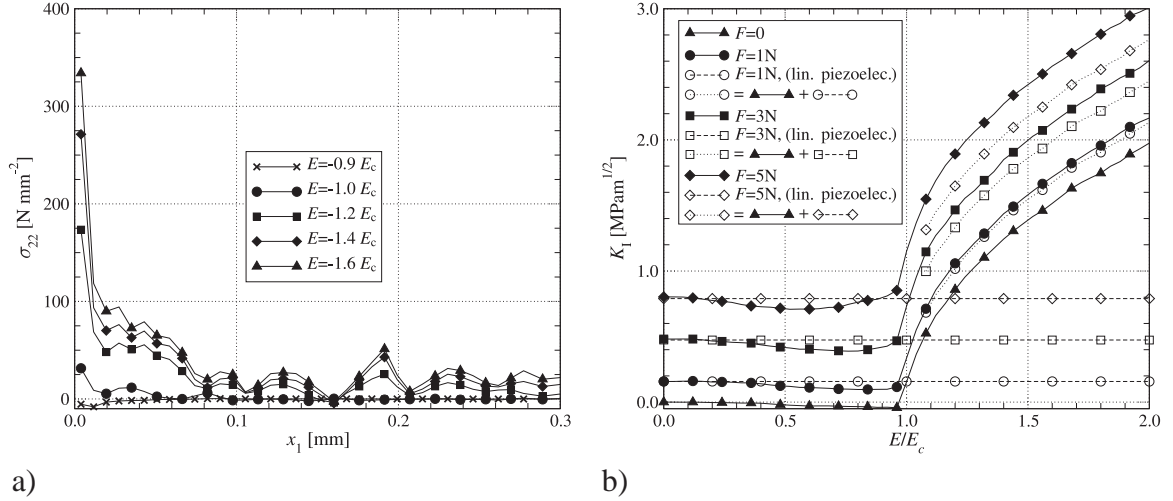 400
300
200
100
0
σ22 [N mm-2]
E=-0.9 Ec
E=-1.0 Ec
E=-1.2 Ec
E=-1.4 Ec
E=-1.6 Ec
0.0 0.1 0.2 0.3
x1 [mm]
a)
3.0
2.0
1.0
0.0
KI [MPam1/2]
F=0
F=1N
F=1N, (lin. piezoelec.)
= +
F=3N
F=3N, (lin. piezoelec.)
= +
F=5N
F=5N, (lin. piezoelec.)
= +
0.0 0.5 1.0 1.5 2.0
E/Ec
b)